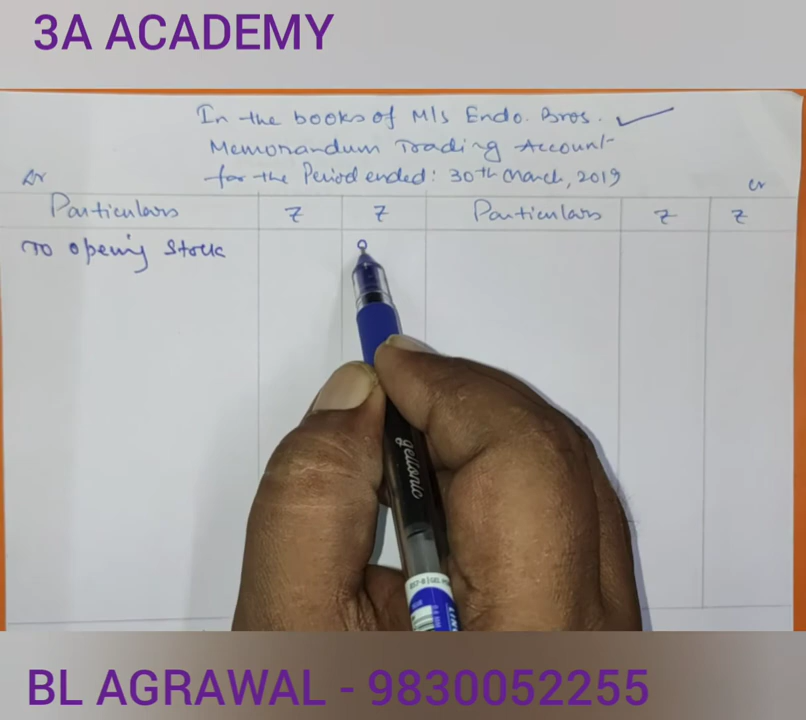 3A ACADEMY
In the books of M/s Endo. Bros.
Memorandum Trading Account
for the Period ended: 30th March, 2019
Dr
Cr
Particulars ₹ ₹ Particulars ₹ ₹
To opening Stock
gellonic
BL AGRAWAL - 9830052255